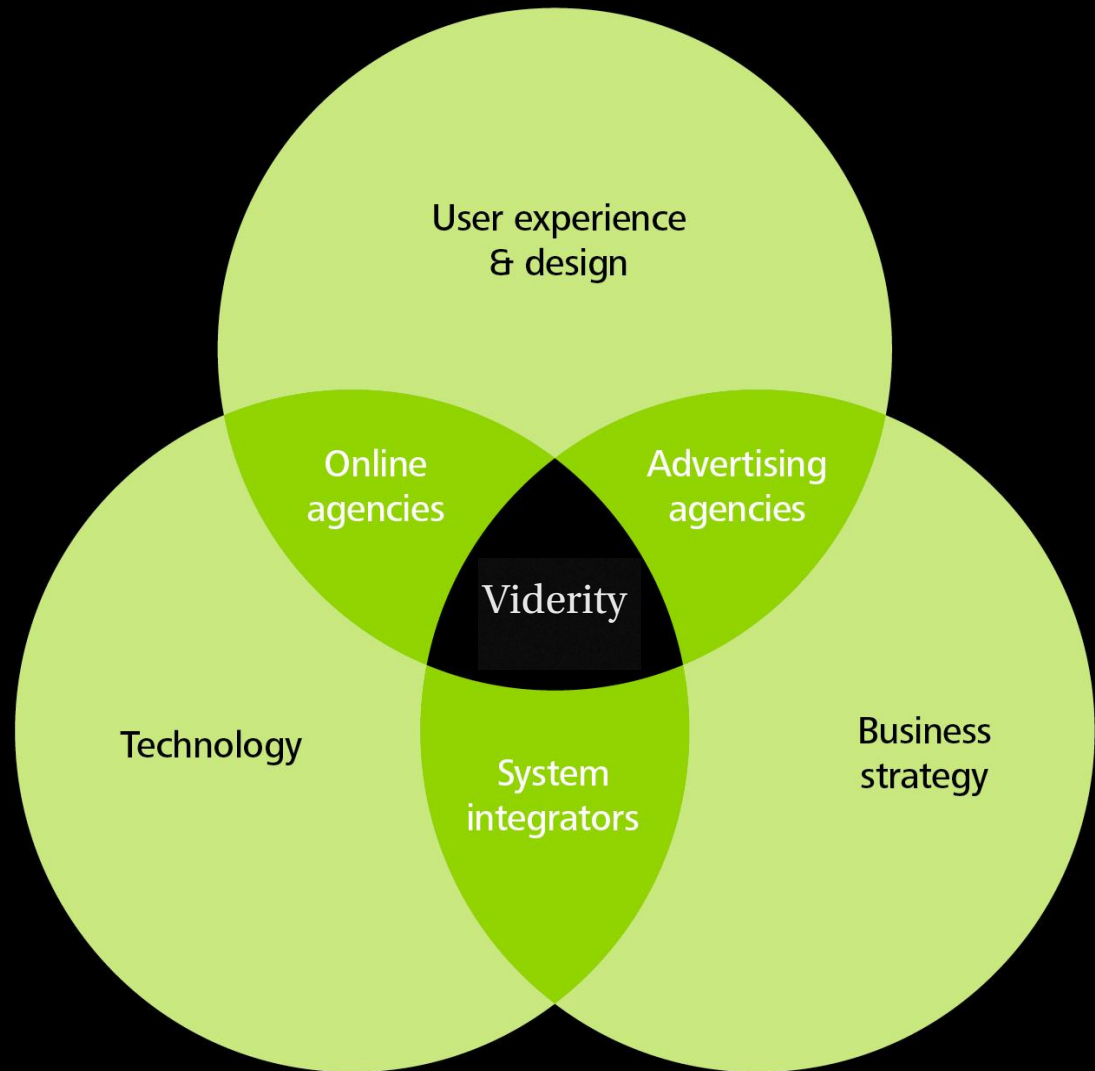 User experience
& design
Online
agencies
Advertising
agencies
Viderity
Technology
Business
strategy
System
integrators